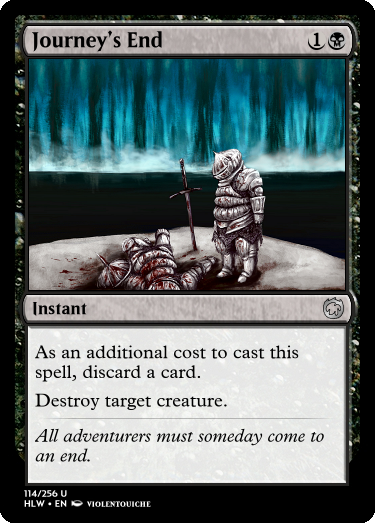 Journey's End 1
Instant
As an additional cost to cast this
spell, discard a card.
Destroy target creature.
All adventurers must someday come to
an end.
114/256 U
HLW • EN VIOLENTOUICHE